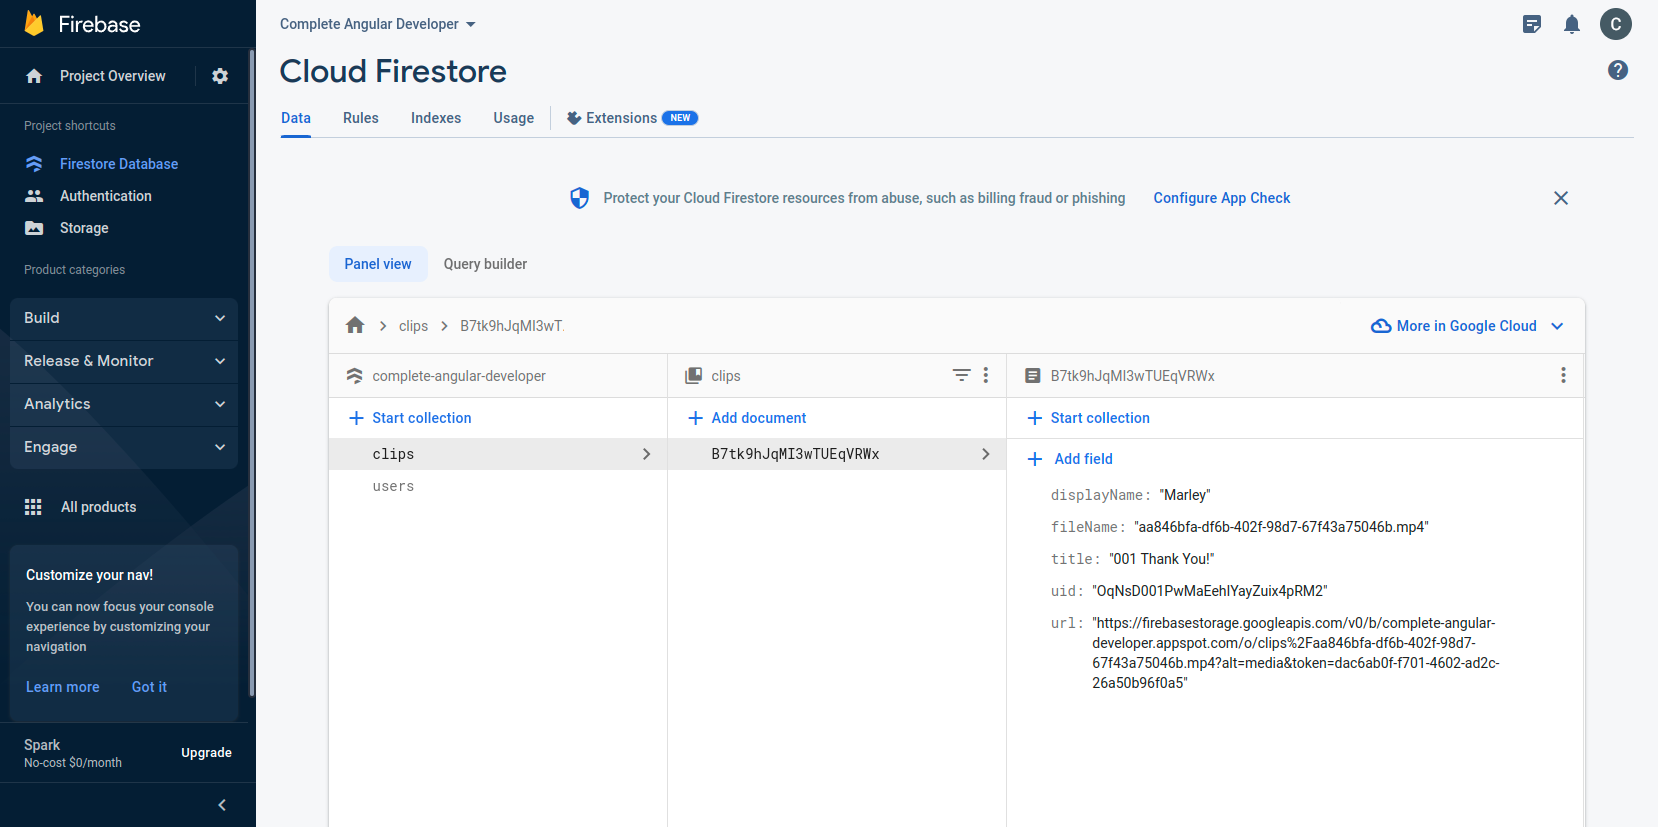 Firebase
Project Overview
Project shortcuts
Firestore Database
Authentication
Storage
Product categories
Build
Release & Monitor
Analytics
Engage
All products
Customize your nav!
You can now focus your console
experience by customizing your
navigation
Learn more Got it
Spark
No-cost $0/month
Upgrade
Complete Angular Developer
C
Cloud Firestore
Data Rules Indexes Usage Extensions NEW
Protect your Cloud Firestore resources from abuse, such as billing fraud or phishing Configure App Check
Panel view Query builder
clips B7tk9hJqMI3wT.
More in Google Cloud
complete-angular-developer
Start collection
clips
users
clips
Add document
B7tk9hJqMI3wTUEqVRWx
B7tk9hJqMI3wTUEqVRWx
Start collection
Add field
displayName: "Marley"
fileName: "aa846bfa-df6b-402f-98d7-67f43a75046b.mp4"
title: "001 Thank You!"
uid: "OqNsD001PwMaEehIYayZuix4pRM2"
url: "https://firebasestorage.googleapis.com/v0/b/complete-angular-
developer.appspot.com/o/clips%2Faa846bfa-df6b-402f-98d7-
67f43a75046b.mp4?alt=media&token=dac6ab0f-f701-4602-ad2c-
26a50b96f0a5"